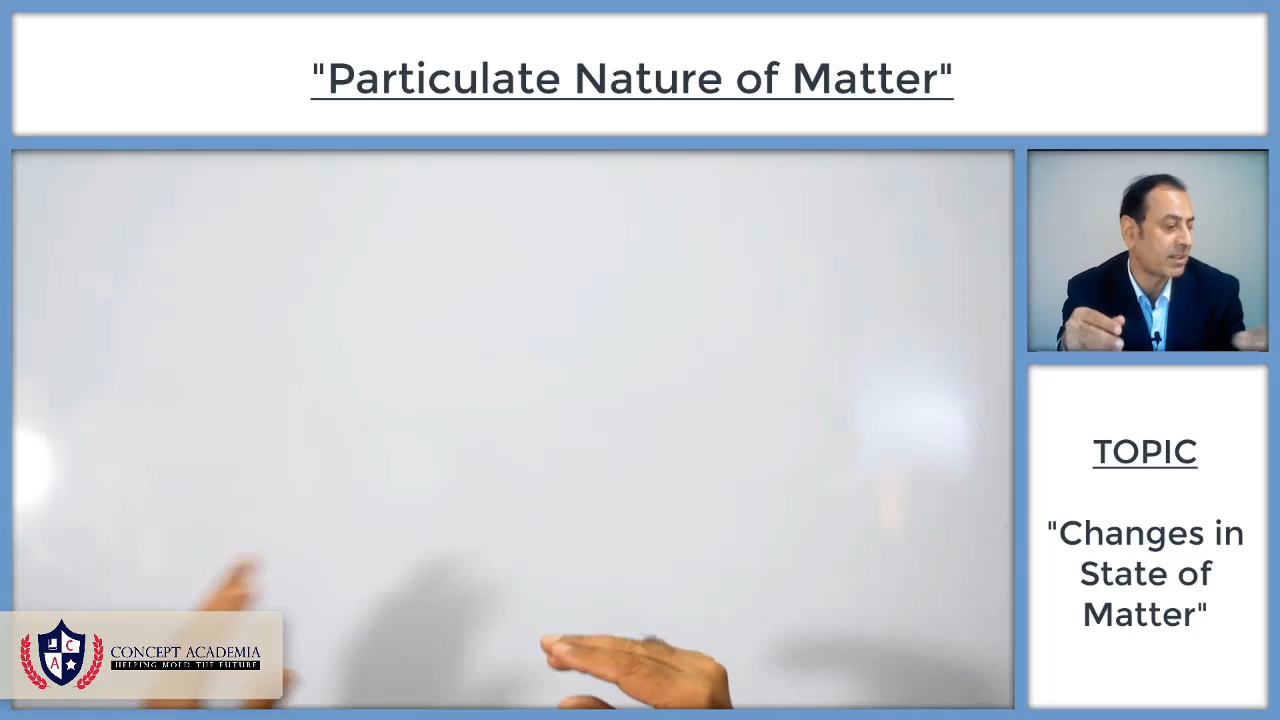 "Particulate Nature of Matter"
TOPIC
"Changes in
State of
Matter"
C
A
CONCEPT ACADEMIA
HELPING MOLD THE FUTURE